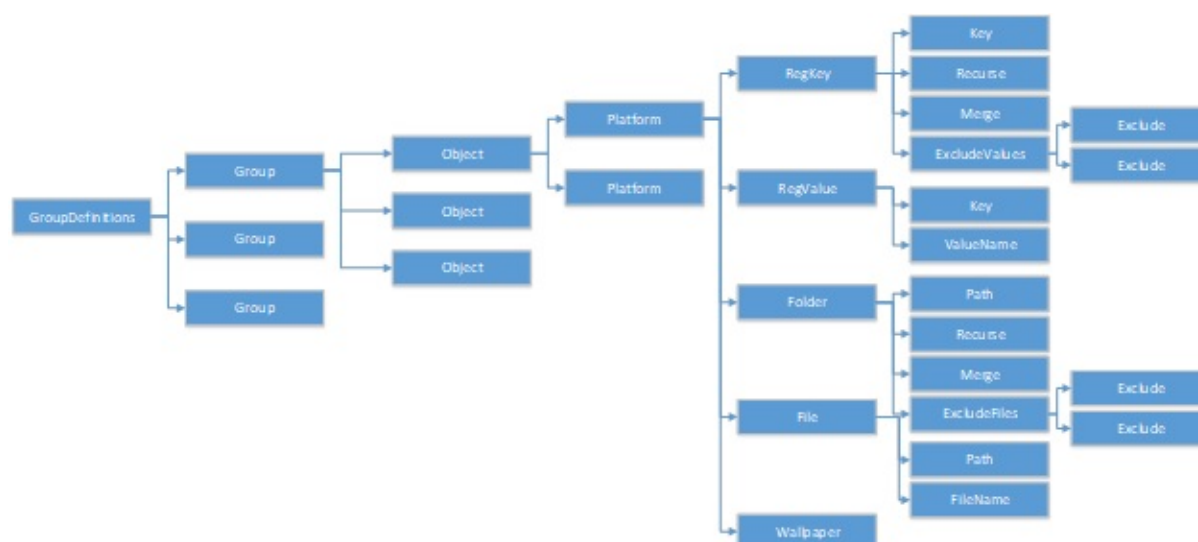 GroupDefinitions
Group
Group
Group
Object
Object
Object
Platform
Platform
RegKey
RegValue
Folder
File
Wallpaper
Key
Recurse
Merge
ExcludeValues
Key
ValueName
Path
Recurse
Merge
ExcludeFiles
Path
FileName
Exclude
Exclude
Exclude
Exclude